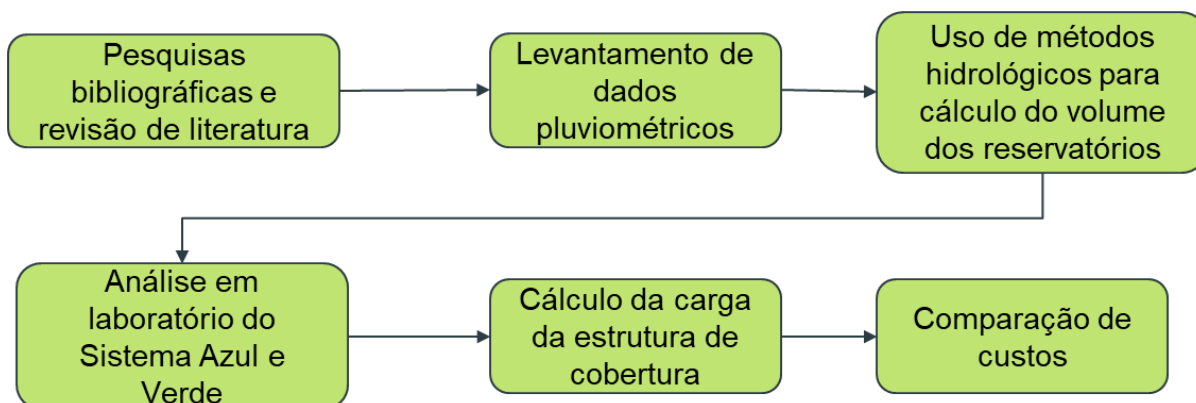 Pesquisas
bibliográficas e
revisão de literatura
Levantamento de
dados
pluviométricos
Uso de métodos
hidrológicos para
cálculo do volume
dos reservatórios
Análise em
laboratório do
Sistema Azul e
Verde
Cálculo da carga
da estrutura de
cobertura
Comparação de
custos